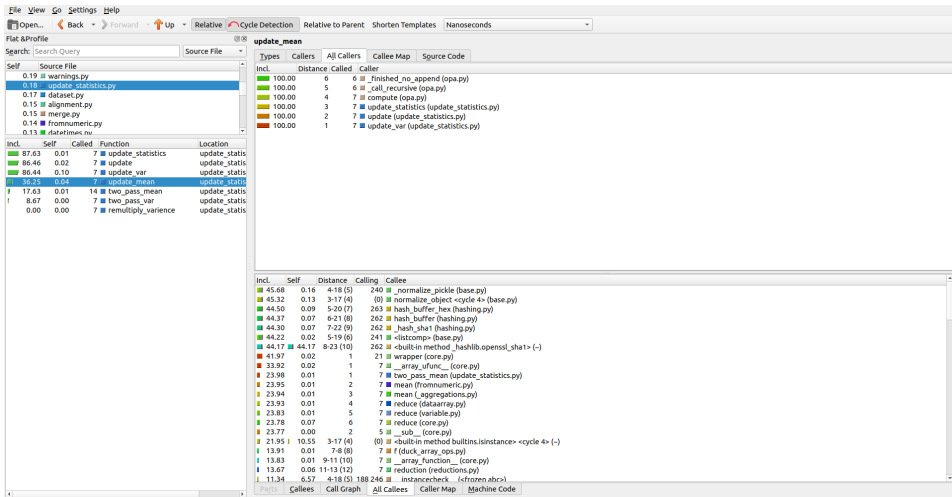 File View Go Settings Help
Open... Back Forward Up Relative Cycle Detection Relative to Parent Shorten Templates Nanoseconds
Flat &Profile
Search: Search Query Source File
Self Source File
0.19 warnings.py
0.18 update_statistics.py
0.17 dataset.py
0.15 alignment.py
0.15 merge.py
0.14 fromnumeric.py
0.13 datetimes.py
Incl. Self Called Function Location
87.63 0.01 7 update_statistics update_statis
86.46 0.02 7 update update_statis
86.44 0.10 7 update_var update_statis
36.25 0.04 7 update_mean update_statis
17.63 0.01 14 two_pass_mean update_statis
8.67 0.00 7 two_pass_var update_statis
0.00 0.00 7 remultiply_varience update_statis
update_mean
Types Callers All Callers Callee Map Source Code
Incl. Distance Called Caller
100.00 6 6 _finished_no_append (opa.py)
100.00 5 6 _call_recursive (opa.py)
100.00 4 7 compute (opa.py)
100.00 3 7 update_statistics (update_statistics.py)
100.00 2 7 update (update_statistics.py)
100.00 1 7 update_var (update_statistics.py)
Incl. Self Distance Calling Callee
45.68 0.16 4-18 (5) 240 _normalize_pickle (base.py)
45.32 0.13 3-17 (4) (0) normalize_object <cycle 4> (base.py)
44.50 0.09 5-20 (7) 263 hash_buffer_hex (hashing.py)
44.37 0.07 6-21 (8) 262 hash_buffer (hashing.py)
44.30 0.07 7-22 (9) 262 _hash_sha1 (hashing.py)
44.22 0.02 5-19 (6) 241 <listcomp> (base.py)
44.17 44.17 8-23 (10) 262 <built-in method _hashlib.openssl_sha1> (~)
41.97 0.02 1 21 wrapper (core.py)
33.92 0.02 1 7 __array_ufunc__ (core.py)
23.98 0.01 1 7 two_pass_mean (update_statistics.py)
23.95 0.01 2 7 mean (fromnumeric.py)
23.94 0.01 3 7 mean (_aggregations.py)
23.93 0.01 4 7 reduce (dataarray.py)
23.83 0.01 5 7 reduce (variable.py)
23.78 0.07 6 7 reduce (core.py)
23.77 0.00 2 5 __sub__ (core.py)
21.95 10.55 3-17 (4) (0) <built-in method builtins.isinstance> <cycle 4> (~)
13.91 0.01 7-8 (8) 7 f (duck_array_ops.py)
13.83 0.01 9-11 (10) 7 __array_function__ (core.py)
13.67 0.06 11-13 (12) 7 reduction (reductions.py)
11.34 6.57 4-18 (5) 188 246 __instancecheck__ (<frozen abc>)
Parts Callees Call Graph All Callees Caller Map Machine Code